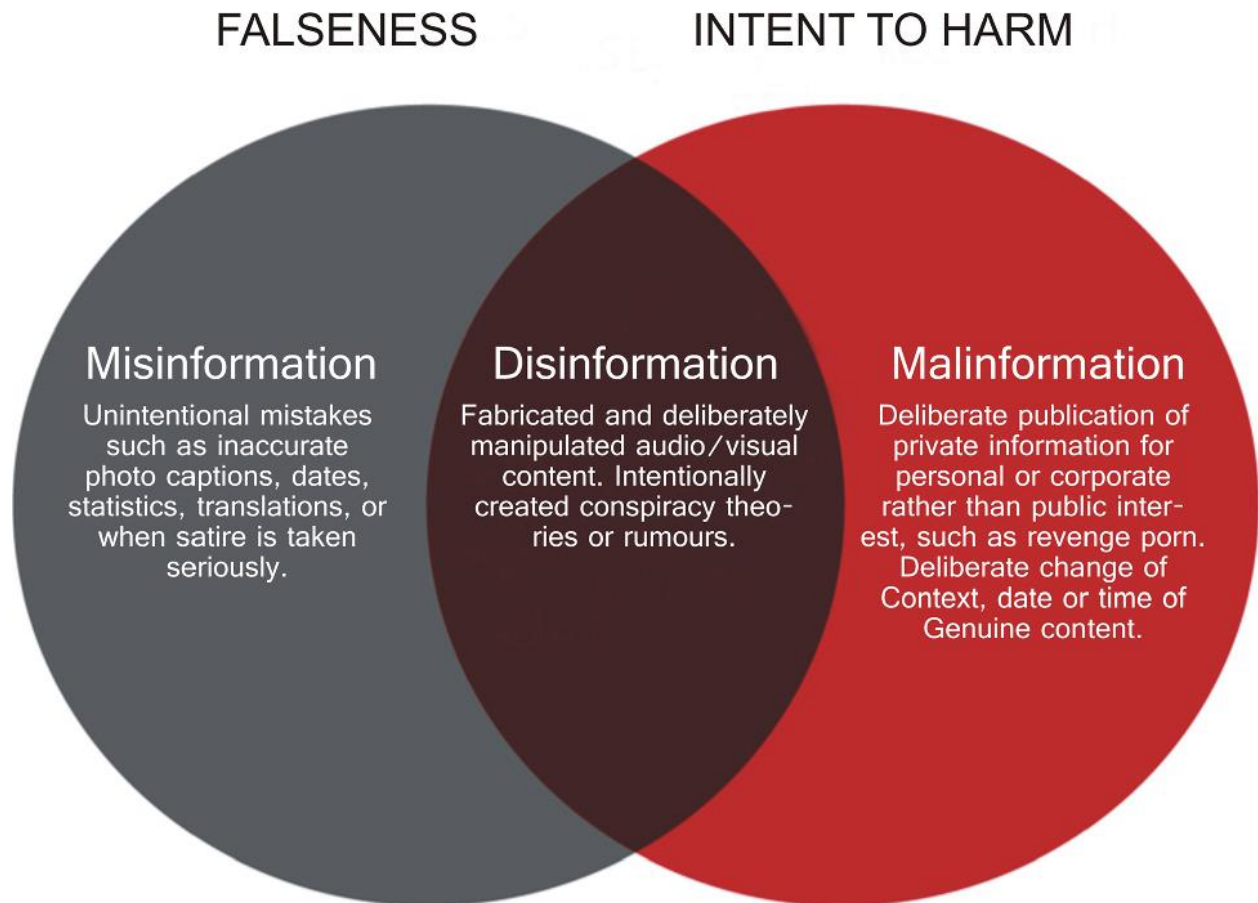 FALSENESS
INTENT TO HARM
Misinformation
Unintentional mistakes
such as inaccurate
photo captions, dates,
statistics, translations, or
when satire is taken
seriously.
Disinformation
Fabricated and deliberately
manipulated audio/visual
content. Intentionally
created conspiracy theo-
ries or rumours.
Malinformation
Deliberate publication of
private information for
personal or corporate
rather than public inter-
est, such as revenge porn.
Deliberate change of
Context, date or time of
Genuine content.